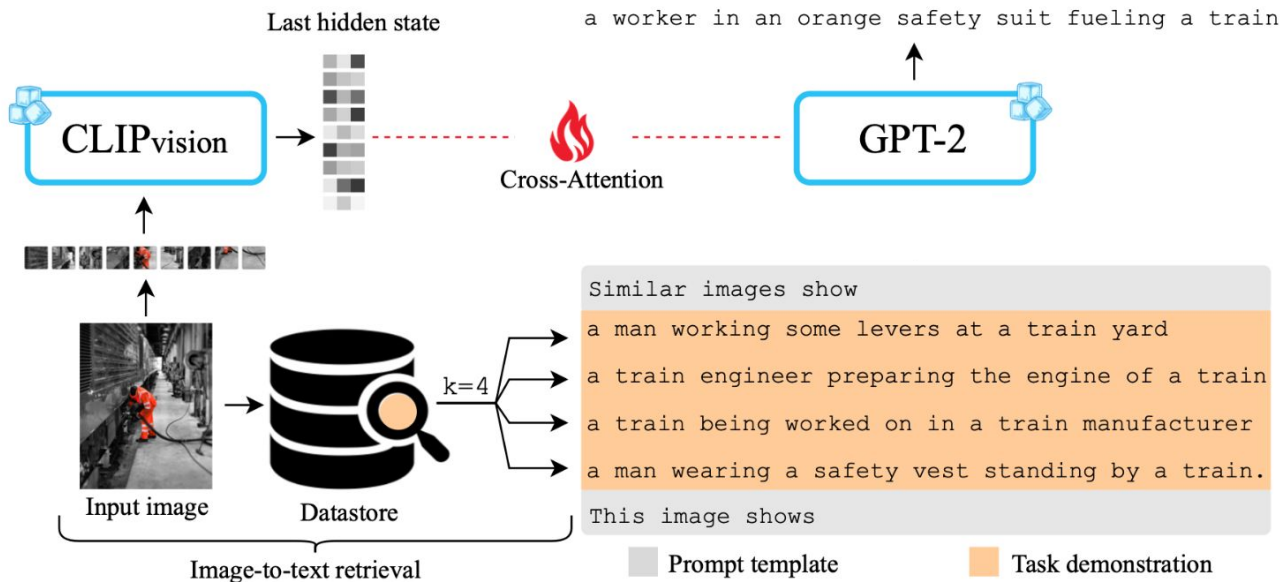 a worker in an orange safety suit fueling a train
Last hidden state
CLIPvision
GPT-2
Cross-Attention
Similar images show
a man working some levers at a train yard
a train engineer preparing the engine of a train
k=4
a train being worked on in a train manufacturer
a man wearing a safety vest standing by a train.
This image shows
Input image
Datastore
Image-to-text retrieval
Prompt template
Task demonstration